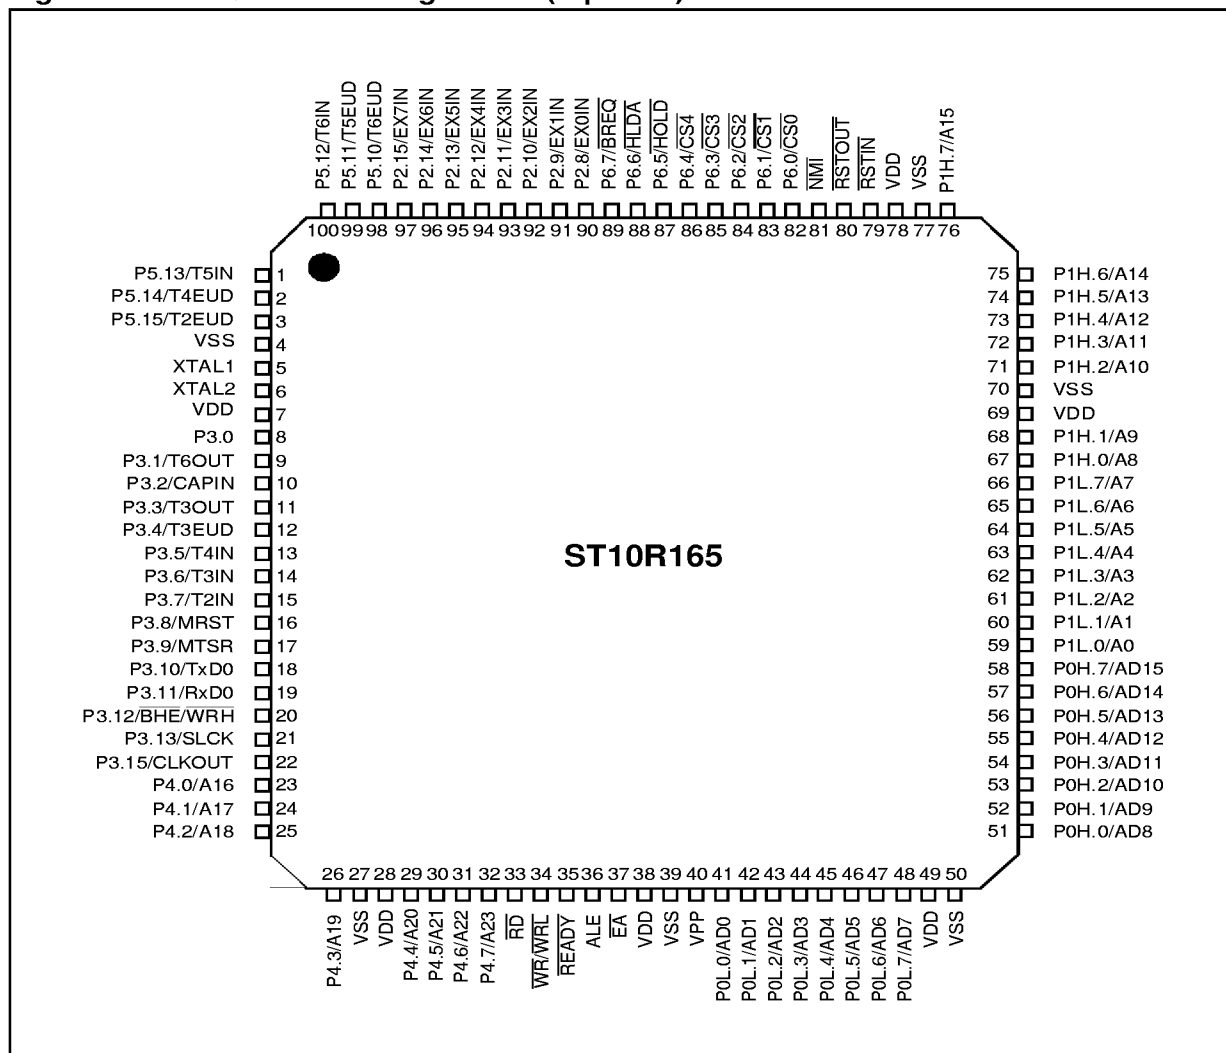 P5.12/T6IN
P5.11/T5EUD
P5.10/T6EUD
P2.15/EX7IN
P2.14/EX6IN
P2.13/EX5IN
P2.12/EX4IN
P2.11/EX3IN
P2.10/EX2IN
P2.9/EX1IN
P2.8/EX0IN
P6.7/BREQ
P6.6/HLDA
P6.5/HOLD
P6.4/CS4
P6.3/CS3
P6.2/CS2
P6.1/CS1
P6.0/CS0
NMI
RSTOUT
RSTIN
VDD
VSS
P1H.7/A15
100 99 98 97 96 95 94 93 92 91 90 89 88 87 86 85 84 83 82 81 80 79 78 77 76
P5.13/T5IN 1
P5.14/T4EUD 2
P5.15/T2EUD 3
VSS 4
XTAL1 5
XTAL2 6
VDD 7
P3.0 8
P3.1/T6OUT 9
P3.2/CAPIN 10
P3.3/T3OUT 11
P3.4/T3EUD 12
P3.5/T4IN 13
P3.6/T3IN 14
P3.7/T2IN 15
P3.8/MRST 16
P3.9/MTSR 17
P3.10/TxD0 18
P3.11/RxD0 19
P3.12/BHE/WRH 20
P3.13/SLCK 21
P3.15/CLKOUT 22
P4.0/A16 23
P4.1/A17 24
P4.2/A18 25
ST10R165
75 P1H.6/A14
74 P1H.5/A13
73 P1H.4/A12
72 P1H.3/A11
71 P1H.2/A10
70 VSS
69 VDD
68 P1H.1/A9
67 P1H.0/A8
66 P1L.7/A7
65 P1L.6/A6
64 P1L.5/A5
63 P1L.4/A4
62 P1L.3/A3
61 P1L.2/A2
60 P1L.1/A1
59 P1L.0/A0
58 P0H.7/AD15
57 P0H.6/AD14
56 P0H.5/AD13
55 P0H.4/AD12
54 P0H.3/AD11
53 P0H.2/AD10
52 P0H.1/AD9
51 P0H.0/AD8
26 27 28 29 30 31 32 33 34 35 36 37 38 39 40 41 42 43 44 45 46 47 48 49 50
P4.3/A19
VSS
VDD
P4.4/A20
P4.5/A21
P4.6/A22
P4.7/A23
RD
WR/WRL
READY
ALE
EA
VDD
VSS
VPP
P0L.0/AD0
P0L.1/AD1
P0L.2/AD2
P0L.3/AD3
P0L.4/AD4
P0L.5/AD5
P0L.6/AD6
P0L.7/AD7
VDD
VSS